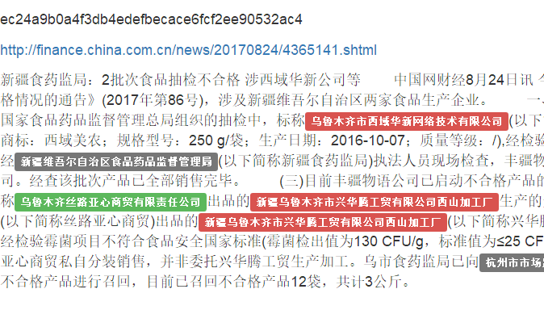 ec24a9b0a4f3db4edefbecace6fcf2ee90532ac4
http://finance.china.com.cn/news/20170824/4365141.shtml
新疆食药监局：2批次食品抽检不合格 涉西域华新公司等 中国网财经8月24日讯
格情况的通告》(2017年第86号)，涉及新疆维吾尔自治区两家食品生产企业。 一、
国家食品药品监督管理总局组织的抽检中，标称 乌鲁木齐市西域华新网络技术有限公司 (以下
商标：西域美农；规格型号：250 g/袋；生产日期：2016-10-07；质量等级：/),经检验
经 新疆维吾尔自治区食品药品监督管理局 (以下简称新疆食药监局)执法人员现场检查，丰疆物
司。经查该批次产品已全部销售完毕。 (三)目前丰疆物语公司已启动不合格产品的
称 乌鲁木齐丝路亚心商贸有限责任公司 出品的 新疆乌鲁木齐市兴华腾工贸有限公司西山加工厂 生产的
(以下简称丝路亚心商贸)出品的 新疆乌鲁木齐市兴华腾工贸有限公司西山加工厂 (以下简称兴华腾
经检验霉菌项目不符合食品安全国家标准(霉菌检出值为130 CFU/g，标准值为≤25 CF
亚心商贸私自分装销售，并非委托兴华腾工贸生产加工。乌市食药监局已向 杭州市市场
不合格产品进行召回，目前已召回不合格产品12袋，共计3公斤。